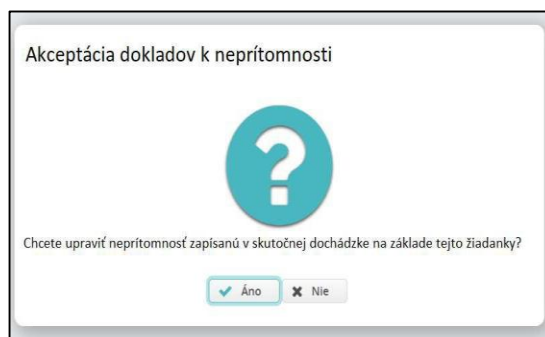 Akceptácia dokladov k neprítomnosti
?
Chcete upraviť neprítomnosť zapísanú v skutočnej dochádzke na základe tejto žiadanky?
Áno
Nie